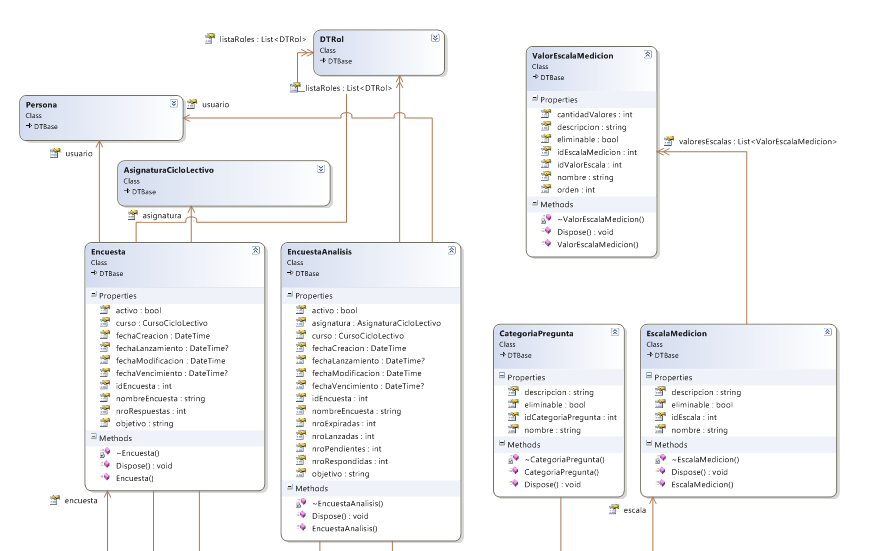 listaRoles : List<DTRol>
DTRol
Class
DTBase
listaRoles : List<DTRol>
Persona
Class
DTBase
usuario
usuario
AsignaturaCicloLectivo
Class
DTBase
asignatura
Encuesta
Class
DTBase
Properties
activo : bool
curso : CursoCicloLectivo
fechaCreacion : DateTime
fechaLanzamiento : DateTime?
fechaModificacion : DateTime
fechaVencimiento : DateTime?
idEncuesta : int
nombreEncuesta : string
nroRespuestas : int
objetivo : string
Methods
~Encuesta()
Dispose() : void
Encuesta()
encuesta
EncuestaAnalisis
Class
DTBase
Properties
activo : bool
asignatura : AsignaturaCicloLectivo
curso : CursoCicloLectivo
fechaCreacion : DateTime
fechaLanzamiento : DateTime?
fechaModificacion : DateTime
fechaVencimiento : DateTime?
idEncuesta : int
nombreEncuesta : string
nroExpiradas : int
nroLanzadas : int
nroPendientes : int
nroRespondidas : int
objetivo : string
Methods
~EncuestaAnalisis()
Dispose() : void
EncuestaAnalisis()
ValorEscalaMedicion
Class
DTBase
Properties
cantidadValores : int
descripcion : string
eliminable : bool
idEscalaMedicion : int
idValorEscala : int
nombre : string
orden : int
Methods
~ValorEscalaMedicion()
Dispose() : void
ValorEscalaMedicion()
valoresEscalas : List<ValorEscalaMedicion>
CategoriaPregunta
Class
DTBase
Properties
descripcion : string
eliminable : bool
idCategoriaPregunta : int
nombre : string
Methods
~CategoriaPregunta()
CategoriaPregunta()
Dispose() : void
EscalaMedicion
Class
DTBase
Properties
descripcion : string
eliminable : bool
idEscala : int
nombre : string
Methods
~EscalaMedicion()
Dispose() : void
EscalaMedicion()
escala